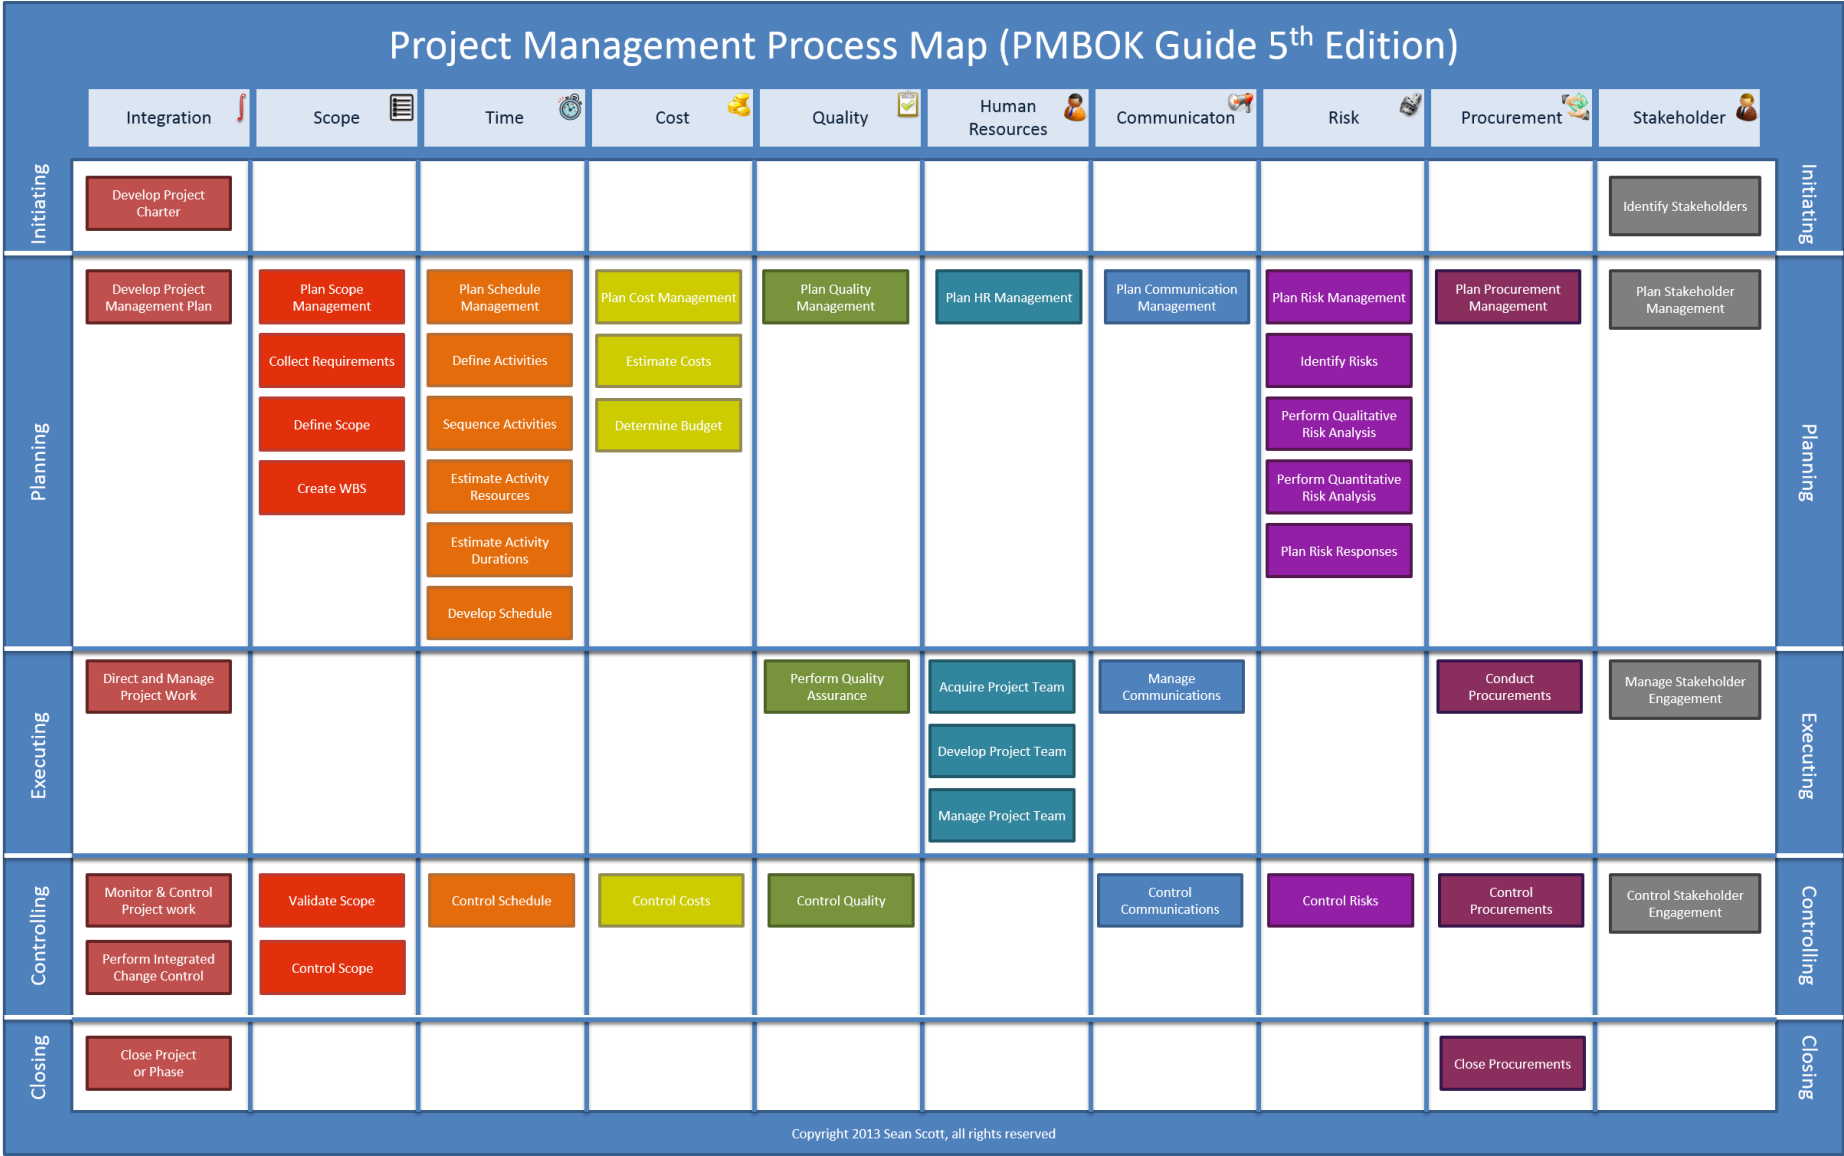 Project Management Process Map (PMBOK Guide 5th Edition)
Integration
Scope
Time
Cost
Quality
Human
Resources
Communicaton
Risk
Procurement
Stakeholder
Initiating
Develop Project
Charter
Identify Stakeholders
Initiating
Planning
Develop Project
Management Plan
Plan Scope
Management
Collect Requirements
Define Scope
Create WBS
Plan Schedule
Management
Define Activities
Sequence Activities
Estimate Activity
Resources
Estimate Activity
Durations
Develop Schedule
Plan Cost Management
Estimate Costs
Determine Budget
Plan Quality
Management
Plan HR Management
Plan Communication
Management
Plan Risk Management
Identify Risks
Perform Qualitative
Risk Analysis
Perform Quantitative
Risk Analysis
Plan Risk Responses
Plan Procurement
Management
Plan Stakeholder
Management
Planning
Executing
Direct and Manage
Project Work
Perform Quality
Assurance
Acquire Project Team
Develop Project Team
Manage Project Team
Manage
Communications
Conduct
Procurements
Manage Stakeholder
Engagement
Executing
Controlling
Monitor & Control
Project work
Perform Integrated
Change Control
Validate Scope
Control Scope
Control Schedule
Control Costs
Control Quality
Control
Communications
Control Risks
Control
Procurements
Control Stakeholder
Engagement
Controlling
Closing
Close Project
or Phase
Close Procurements
Closing
Copyright 2013 Sean Scott, all rights reserved